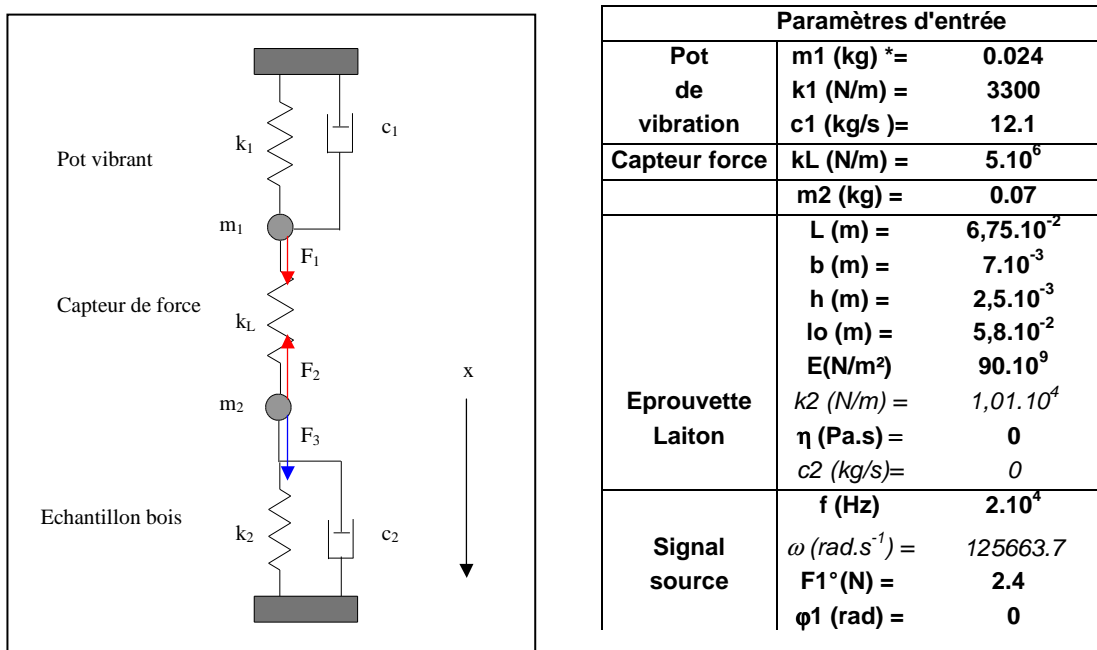 Pot vibrant
k1
c1
m1
F1
Capteur de force
kL
F2
x
m2
F3
Echantillon bois
k2
c2
Paramètres d'entrée
Pot de vibration
m1 (kg) *= 0.024
k1 (N/m) = 3300
c1 (kg/s )= 12.1
Capteur force kL (N/m) = 5.10^6
m2 (kg) = 0.07
Eprouvette Laiton
L (m) = 6,75.10^-2
b (m) = 7.10^-3
h (m) = 2,5.10^-3
lo (m) = 5,8.10^-2
E(N/m²) 90.10^9
k2 (N/m) = 1,01.10^4
η (Pa.s) = 0
c2 (kg/s)= 0
Signal source
f (Hz) 2.10^4
ω (rad.s^-1) = 125663.7
F1°(N) = 2.4
φ1 (rad) = 0